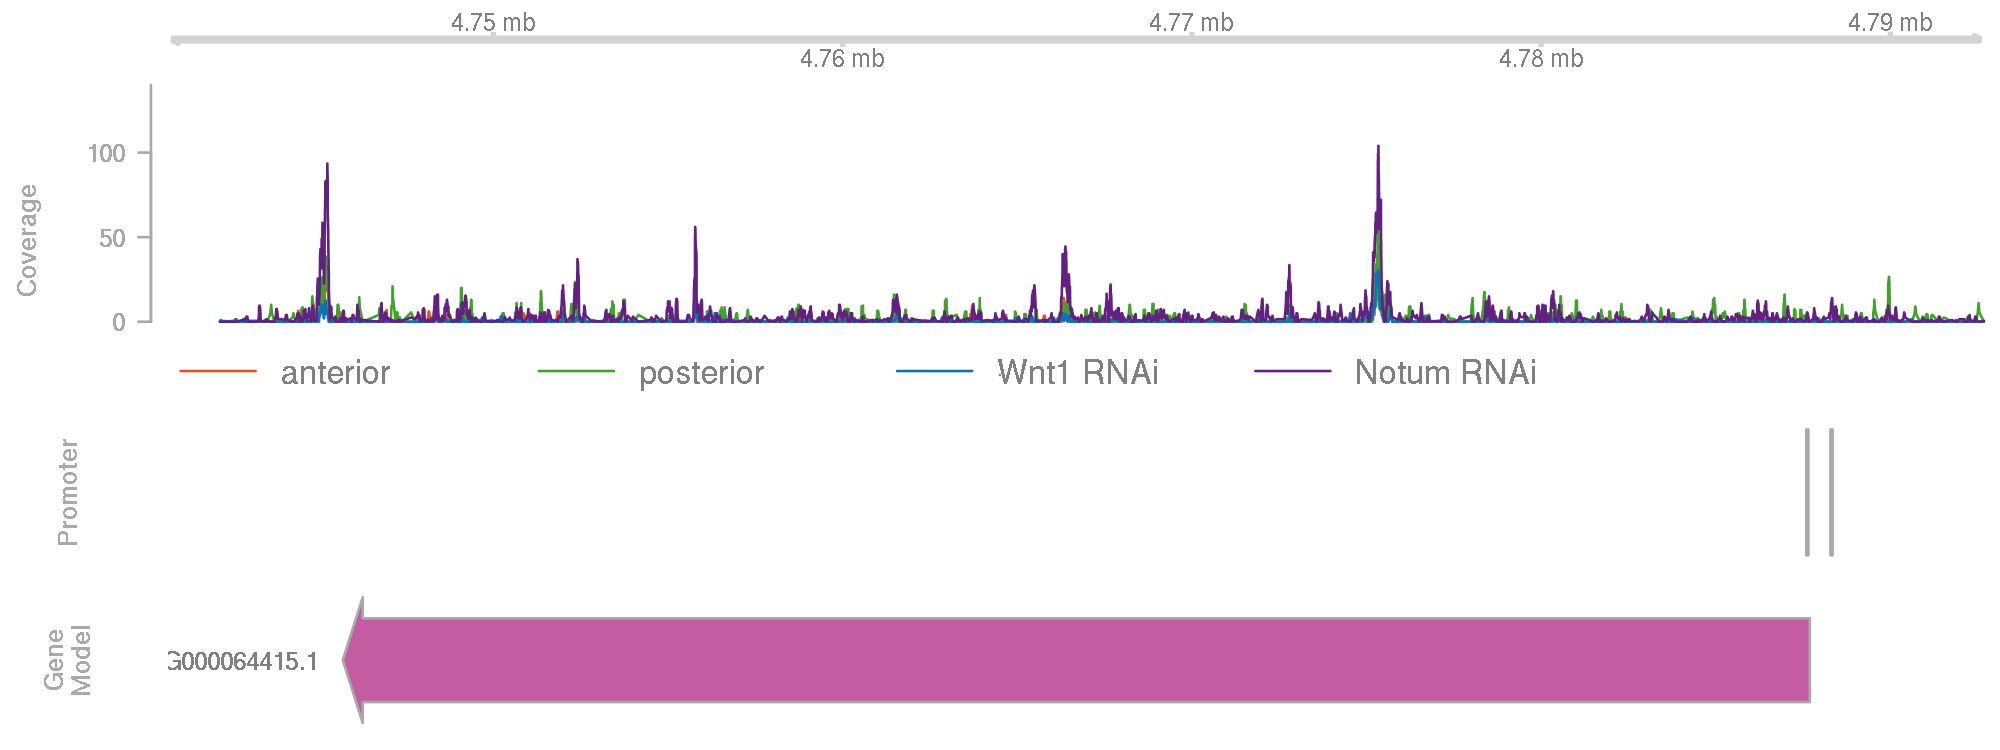 4.75 mb 4.77 mb 4.79 mb
4.76 mb 4.78 mb
Coverage
100
50
0
anterior posterior Wnt1 RNAi Notum RNAi
Promoter
Gene
Model
G000064415.1